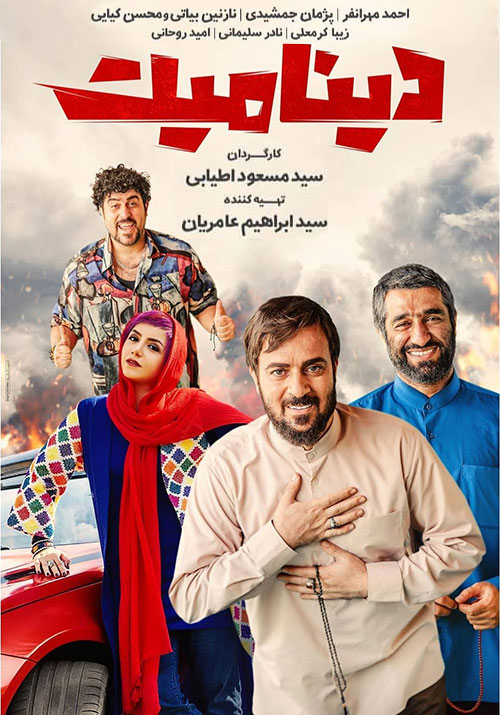 احمد مهرانفر | پژمان جمشیدی | نازنین بیاتی و محسن کیایی
زیبا کرمعلی | نادر سلیمانی | امید روحانی
دینامیت
کارگردان
سید مسعود اطیابی
تهیه کننده
سید ابراهیم عامریان